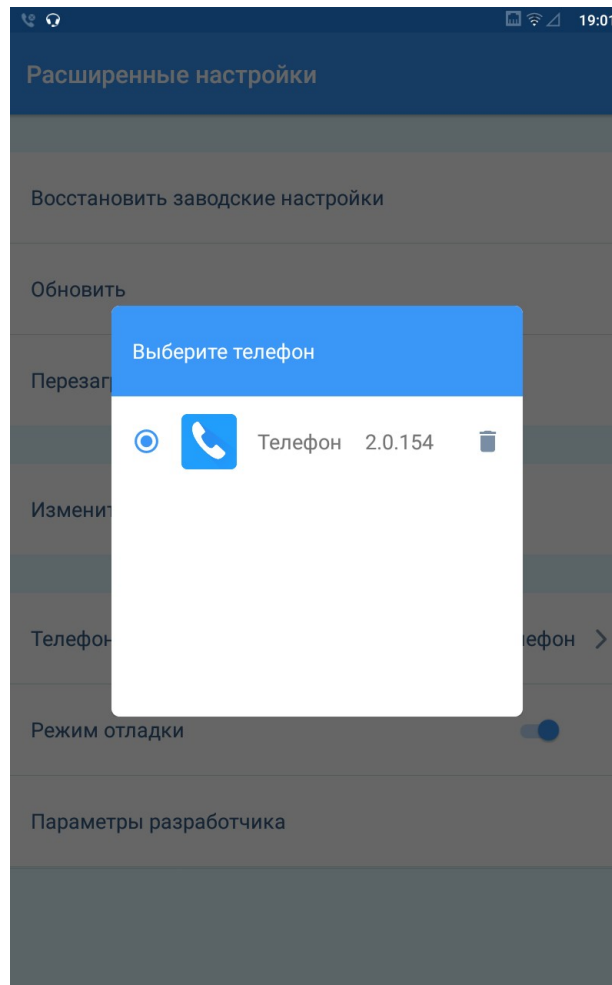 19:01
Расширенные настройки
Восстановить заводские настройки
Обновить
Выберите телефон
Перезаг
Телефон 2.0.154
Изменит
Телефон ефон
Режим отладки
Параметры разработчика